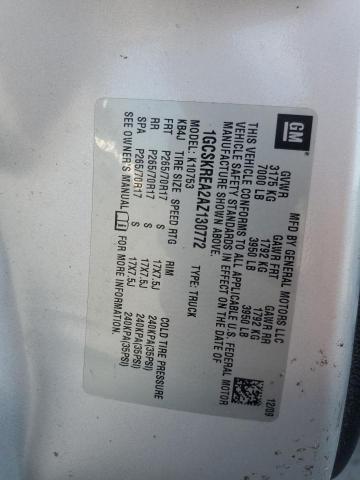 GM
MFD BY GENERAL MOTORS LLC
12/09
GVWR GAWR FRT GAWR RR
3175 KG 1792 KG 1792 KG
7000 LB 3950 LB 3950 LB
THIS VEHICLE CONFORMS TO ALL APPLICABLE U.S. FEDERAL MOTOR
VEHICLE SAFETY STANDARDS IN EFFECT ON THE DATE OF
MANUFACTURE SHOWN ABOVE.
1GCSKREA2AZ130772 TYPE: TRUCK
MODEL: K10753
KB4J TIRE SIZE SPEED RTG RIM COLD TIRE PRESSURE
FRT P265/70R17 17X7.5J 240KPA(35PSI)
RR P265/70R17 17X7.5J 240KPA(35PSI)
SPA P265/70R17 17X7.5J 240KPA(35PSI)
SEE OWNER'S MANUAL FOR